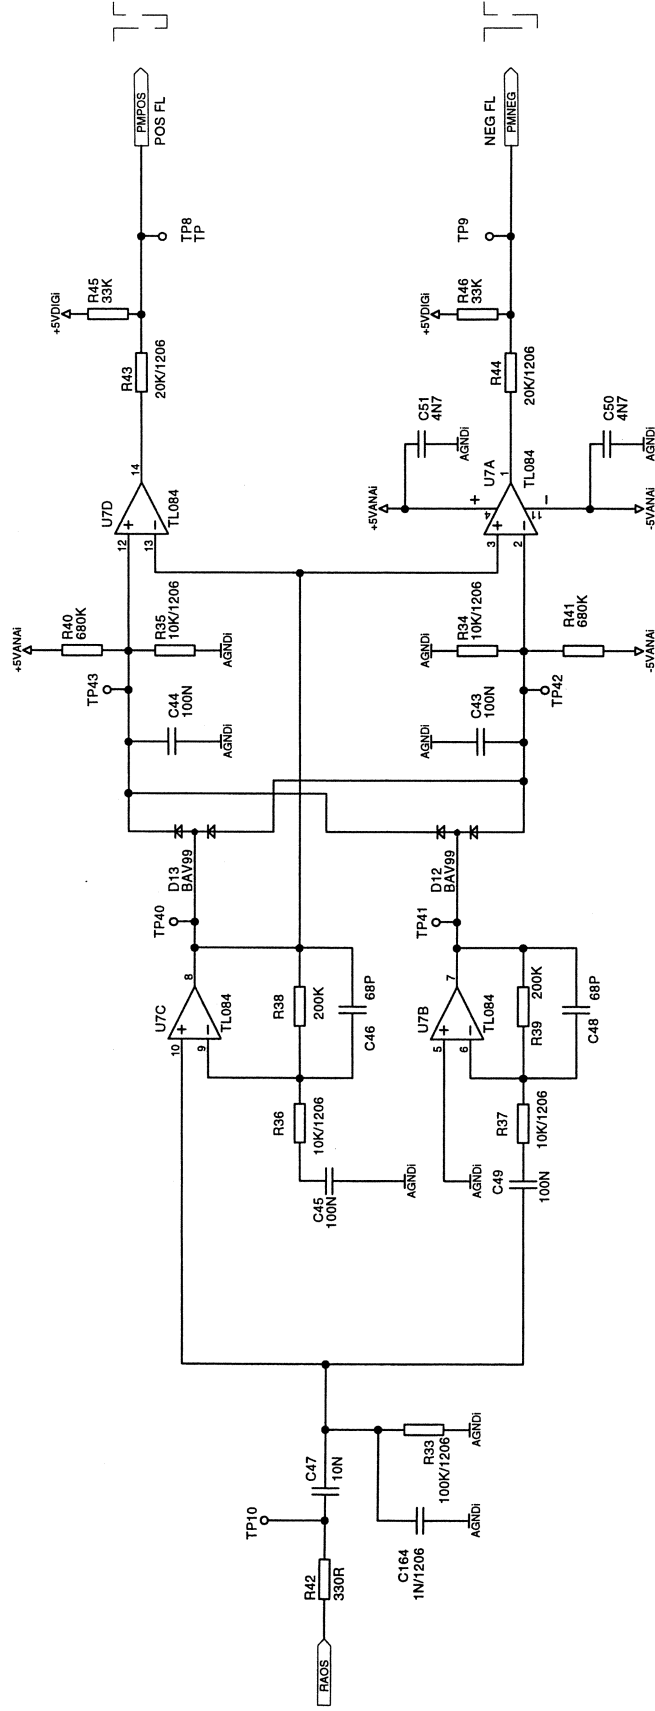 PMPOS
POS FL
NEG FL
PMNEG
TP8
TP
TP9
+5VDIGi
R45
33K
+5VDIGi
R46
33K
R43
20K/1206
R44
20K/1206
C51
4N7
AGNDi
C50
4N7
AGNDi
14
U7D
TL084
12
+
13
−
1
U7A
TL084
3
+
2
−
4
+
11
−
+5VANAi
-5VANAi
+5VANAi
R40
680K
R35
10K/1206
AGNDi
R34
10K/1206
AGNDi
R41
680K
-5VANAi
TP43
TP42
C44
100N
AGNDi
C43
100N
AGNDi
D13
BAV99
D12
BAV99
TP40
TP41
8
U7C
TL084
10
+
9
−
R38
200K
68P
C46
7
U7B
TL084
5
+
6
−
200K
R39
68P
C48
R36
10K/1206
R37
10K/1206
C45
100N
AGNDi
AGNDi
C49
100N
C47
10N
R33
100K/1206
AGNDi
TP10
C164
1N/1206
AGNDi
R42
330R
RAOS